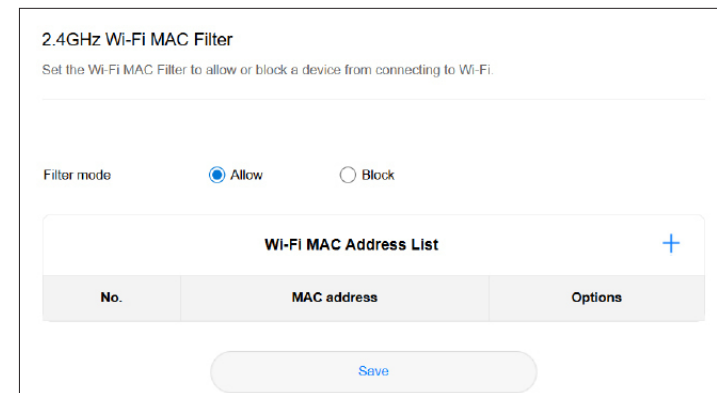 2.4GHz Wi-Fi MAC Filter
Set the Wi-Fi MAC Filter to allow or block a device from connecting to Wi-Fi.
Filter mode Allow Block
Wi-Fi MAC Address List +
No. MAC address Options
Save